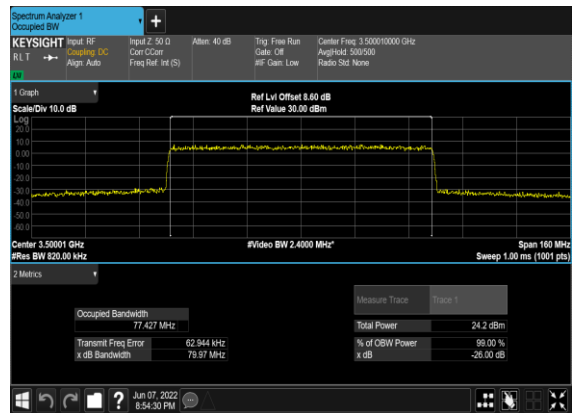 Spectrum Analyzer 1
Occupied BW
+
KEYSIGHT Input: RF Input Z: 50 Ω Atten: 40 dB Trig: Free Run Center Freq: 3.500010000 GHz
RLT Coupling: DC Corr CCorr Gate: Off Avg|Hold: 500/500
Align: Auto Freq Ref: Int (S) #IF Gain: Low Radio Std: None
LW
1 Graph Ref Lvl Offset 8.60 dB
Scale/Div 10.0 dB Ref Value 30.00 dBm
Log
20.0
10.0
0.00
-10.0
-20.0
-30.0
-40.0
-50.0
-60.0
Center 3.50001 GHz #Video BW 2.4000 MHz* Span 160 MHz
#Res BW 820.00 kHz Sweep 1.00 ms (1001 pts)
2 Metrics
Measure Trace Trace 1
Occupied Bandwidth
77.427 MHz Total Power 24.2 dBm
Transmit Freq Error 62.944 kHz % of OBW Power 99.00 %
x dB Bandwidth 79.97 MHz x dB -26.00 dB
? Jun 07, 2022
8:54:30 PM